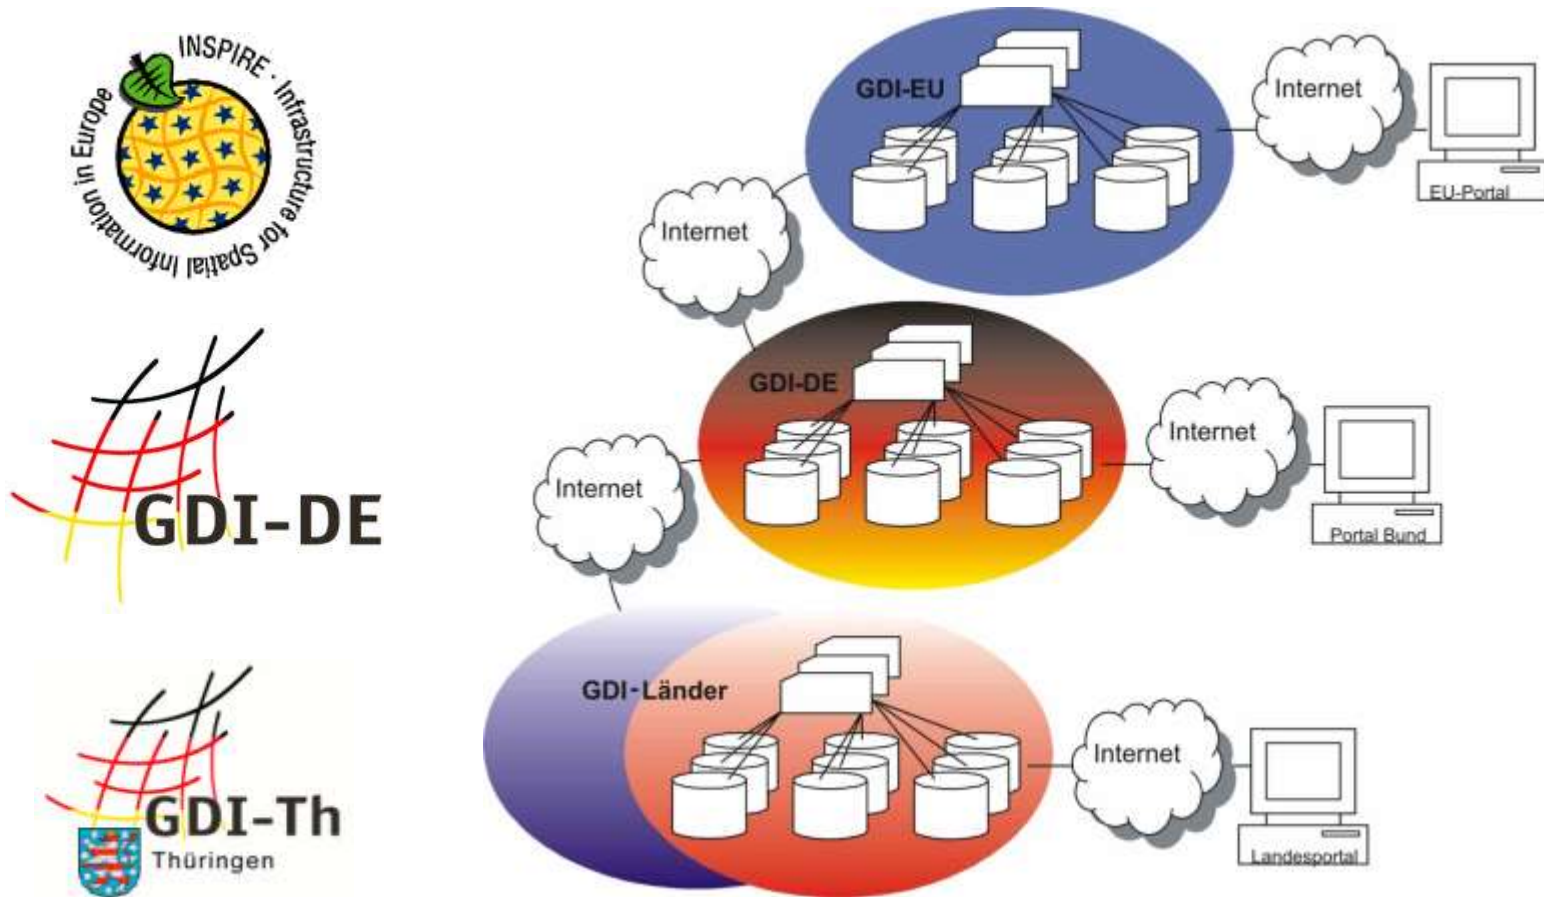 INSPIRE · Infrastructure for Spatial Information in Europe
GDI-DE
GDI-Th
Thüringen
GDI-EU
Internet
EU-Portal
Internet
GDI-DE
Internet
Portal Bund
Internet
GDI-Länder
Internet
Landesportal